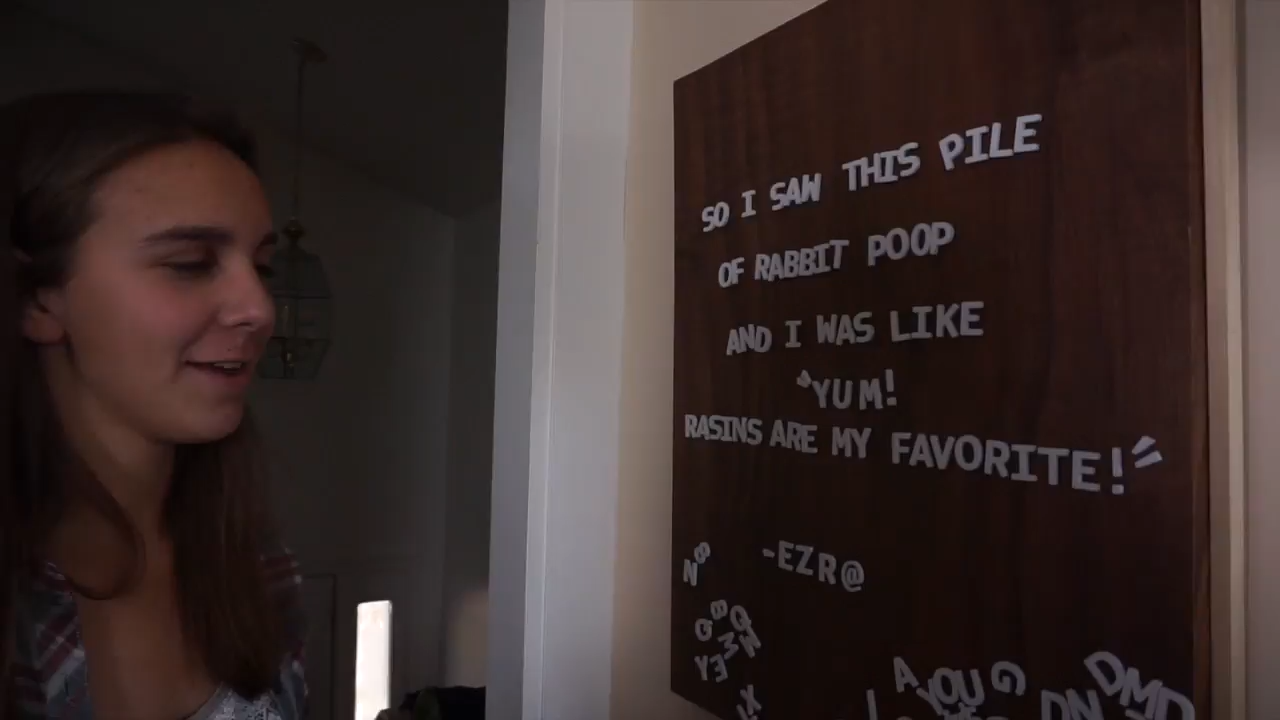 SO I SAW THIS PILE
OF RABBIT POOP
AND I WAS LIKE
"YUM!
RASINS ARE MY FAVORITE!"
-EZR@